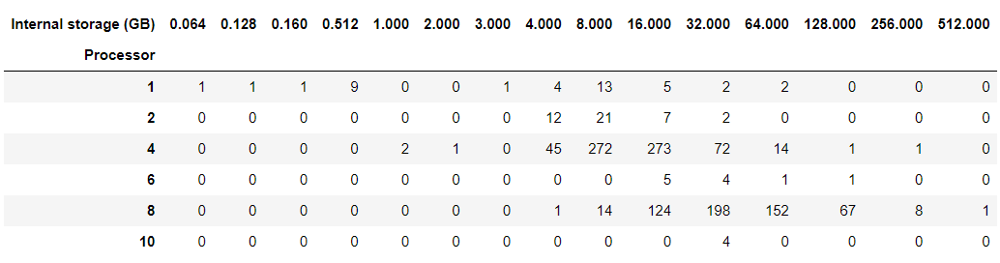 Internal storage (GB) 0.064 0.128 0.160 0.512 1.000 2.000 3.000 4.000 8.000 16.000 32.000 64.000 128.000 256.000 512.000
Processor
1 1 1 1 9 0 0 1 4 13 5 2 2 0 0 0
2 0 0 0 0 0 0 0 12 21 7 2 0 0 0 0
4 0 0 0 0 2 1 0 45 272 273 72 14 1 1 0
6 0 0 0 0 0 0 0 0 0 5 4 1 1 0 0
8 0 0 0 0 0 0 0 1 14 124 198 152 67 8 1
10 0 0 0 0 0 0 0 0 0 0 4 0 0 0 0